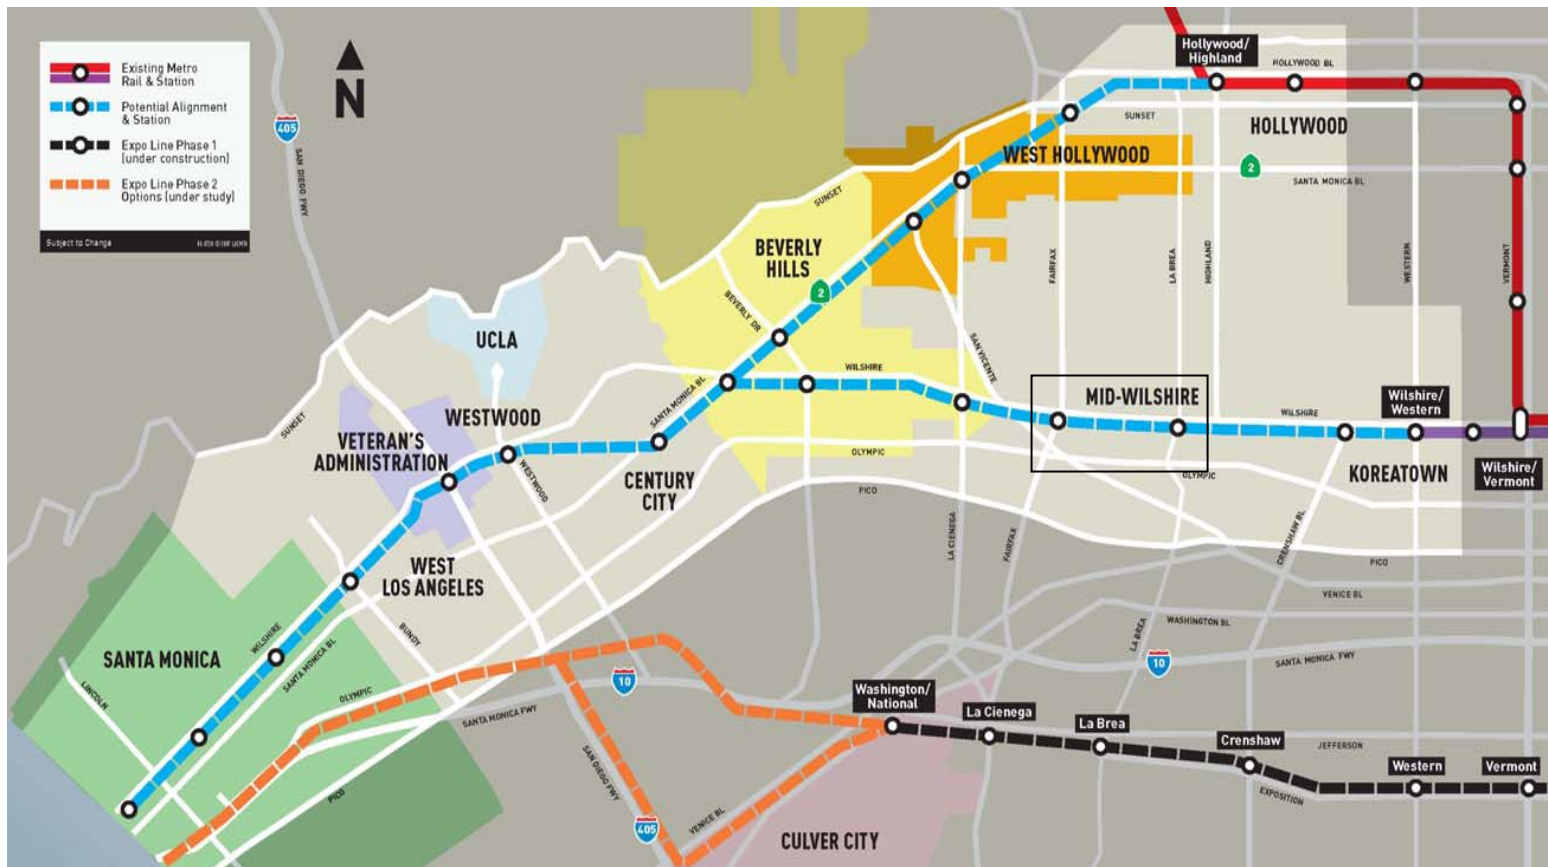 Existing Metro
Rail & Station
Potential Alignment
& Station
Expo Line Phase 1
(under construction)
Expo Line Phase 2
Options (under study)
Subject to Change
N
405
SAN DIEGO FWY
Hollywood/
Highland
HOLLYWOOD BL
SUNSET
HOLLYWOOD
WEST HOLLYWOOD
2
SANTA MONICA BL
SUNSET
BEVERLY
HILLS
2
BEVERLY DR
FAIRFAX
LA BREA
HIGHLAND
WESTERN
VERMONT
UCLA
SAN VICENTE
WILSHIRE
SANTA MONICA BL
MID-WILSHIRE
WILSHIRE
Wilshire/
Western
SUNSET
WESTWOOD
VETERAN'S
ADMINISTRATION
WESTWOOD
CENTURY
CITY
OLYMPIC
PICO
OLYMPIC
KOREATOWN
Wilshire/
Vermont
LA CIENEGA
FAIRFAX
CRENSHAW BL
PICO
WEST
LOS ANGELES
VENICE BL
BUNDY
WASHINGTON BL
LA BREA
SANTA MONICA FWY
10
SANTA MONICA
WILSHIRE
SANTA MONICA BL
LINCOLN
OLYMPIC
10
SANTA MONICA FWY
PICO
SAN DIEGO FWY
405
VENICE BL
Washington/
National
La Cienega
La Brea
Crenshaw
JEFFERSON
Western
Vermont
EXPOSITION
CULVER CITY